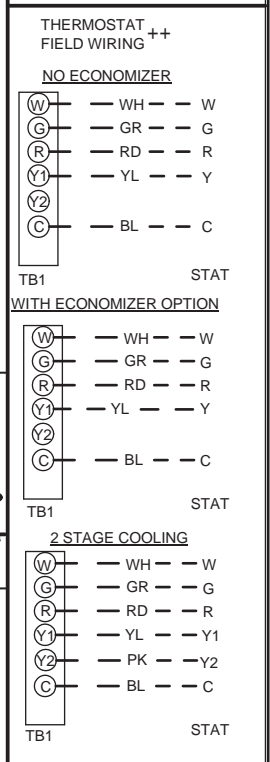 THERMOSTAT
FIELD WIRING ++
NO ECONOMIZER
W WH W
G GR G
R RD R
Y1 YL Y
Y2
C BL C
TB1 STAT
WITH ECONOMIZER OPTION
W WH W
G GR G
R RD R
Y1 YL Y
Y2
C BL C
TB1 STAT
2 STAGE COOLING
W WH W
G GR G
R RD R
Y1 YL Y1
Y2 PK Y2
C BL C
TB1 STAT